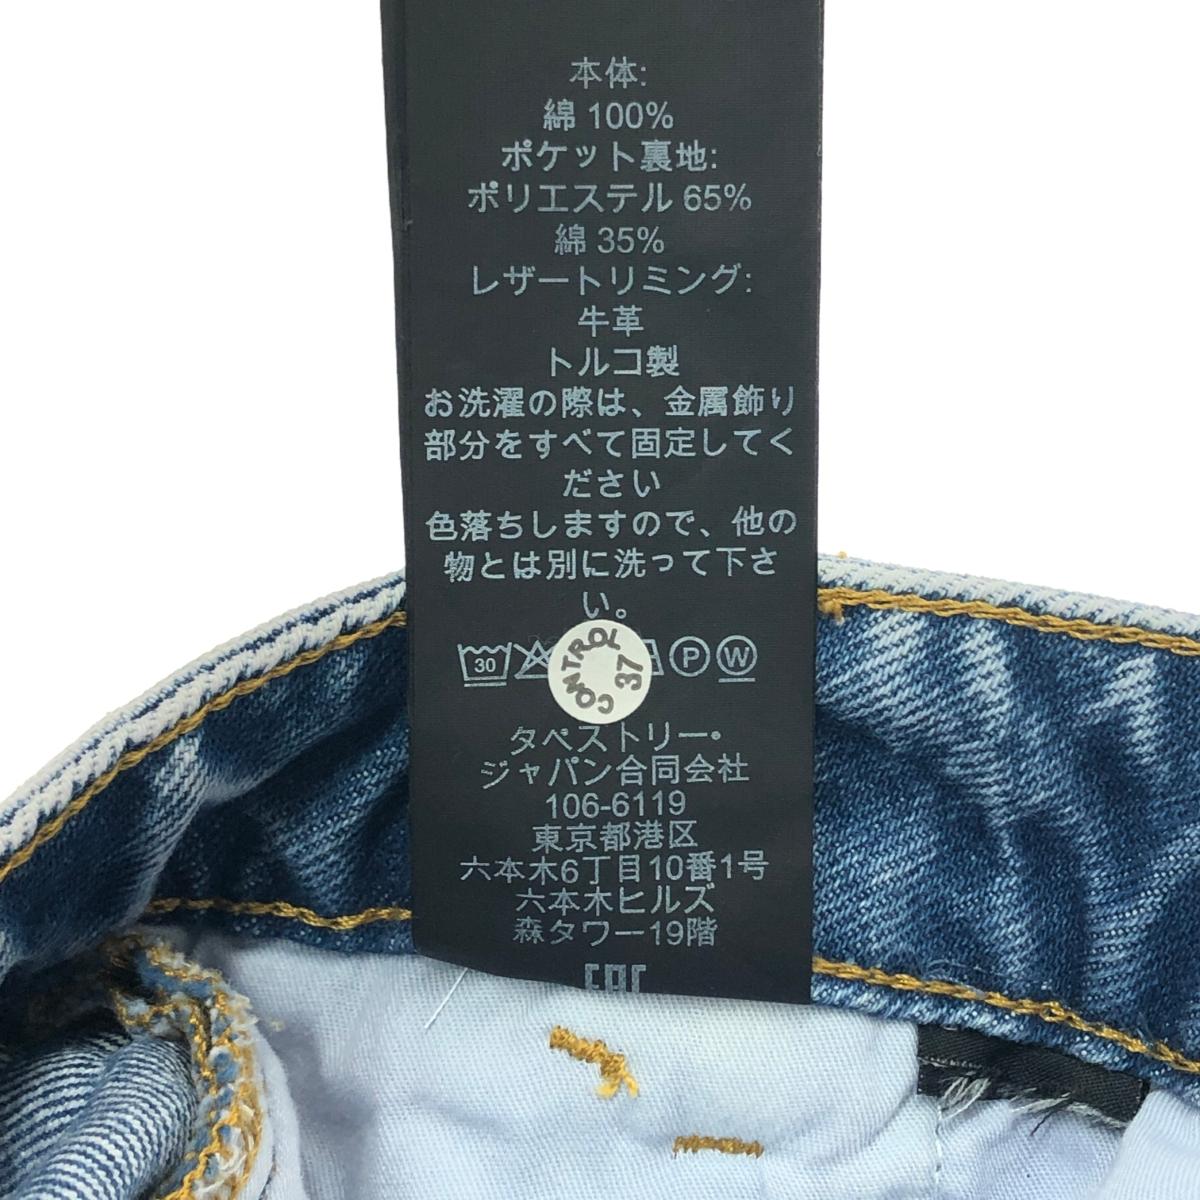 本体:
綿 100%
ポケット裏地:
ポリエステル 65%
綿 35%
レザートリミング:
牛革
トルコ製
お洗濯の際は、金属飾り
部分をすべて固定してく
ださい
色落ちしますので、他の
物とは別に洗って下さ
い。
30
P
W
CONTROL
37
タペストリー・
ジャパン合同会社
106-6119
東京都港区
六本木6丁目10番1号
六本木ヒルズ
森タワー19階